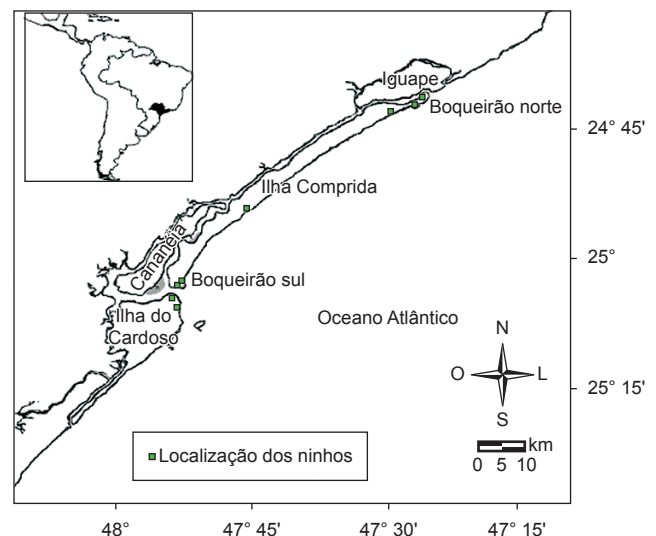 Iguape
Boqueirão norte
24° 45'
Ilha Comprida
Cananéia
25°
Boqueirão sul
Ilha do
Cardoso
Oceano Atlântico
N
O
L
S
25° 15'
Localização dos ninhos
km
0 5 10
48° 47° 45' 47° 30' 47° 15'